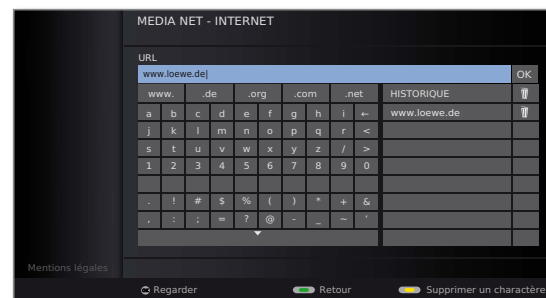 MEDIA NET - INTERNET
URL
www.loewe.de|
OK
www. .de .org .com .net
HISTORIQUE
a b c d e f g h i ←
www.loewe.de
j k l m n o p q r <
s t u v w x y z / >
1 2 3 4 5 6 7 8 9 0
. ! # $ % ( ) * + &
, : ; = ? @ - _ ~ '
Mentions légales
OK Regarder
Retour
Supprimer un charactère